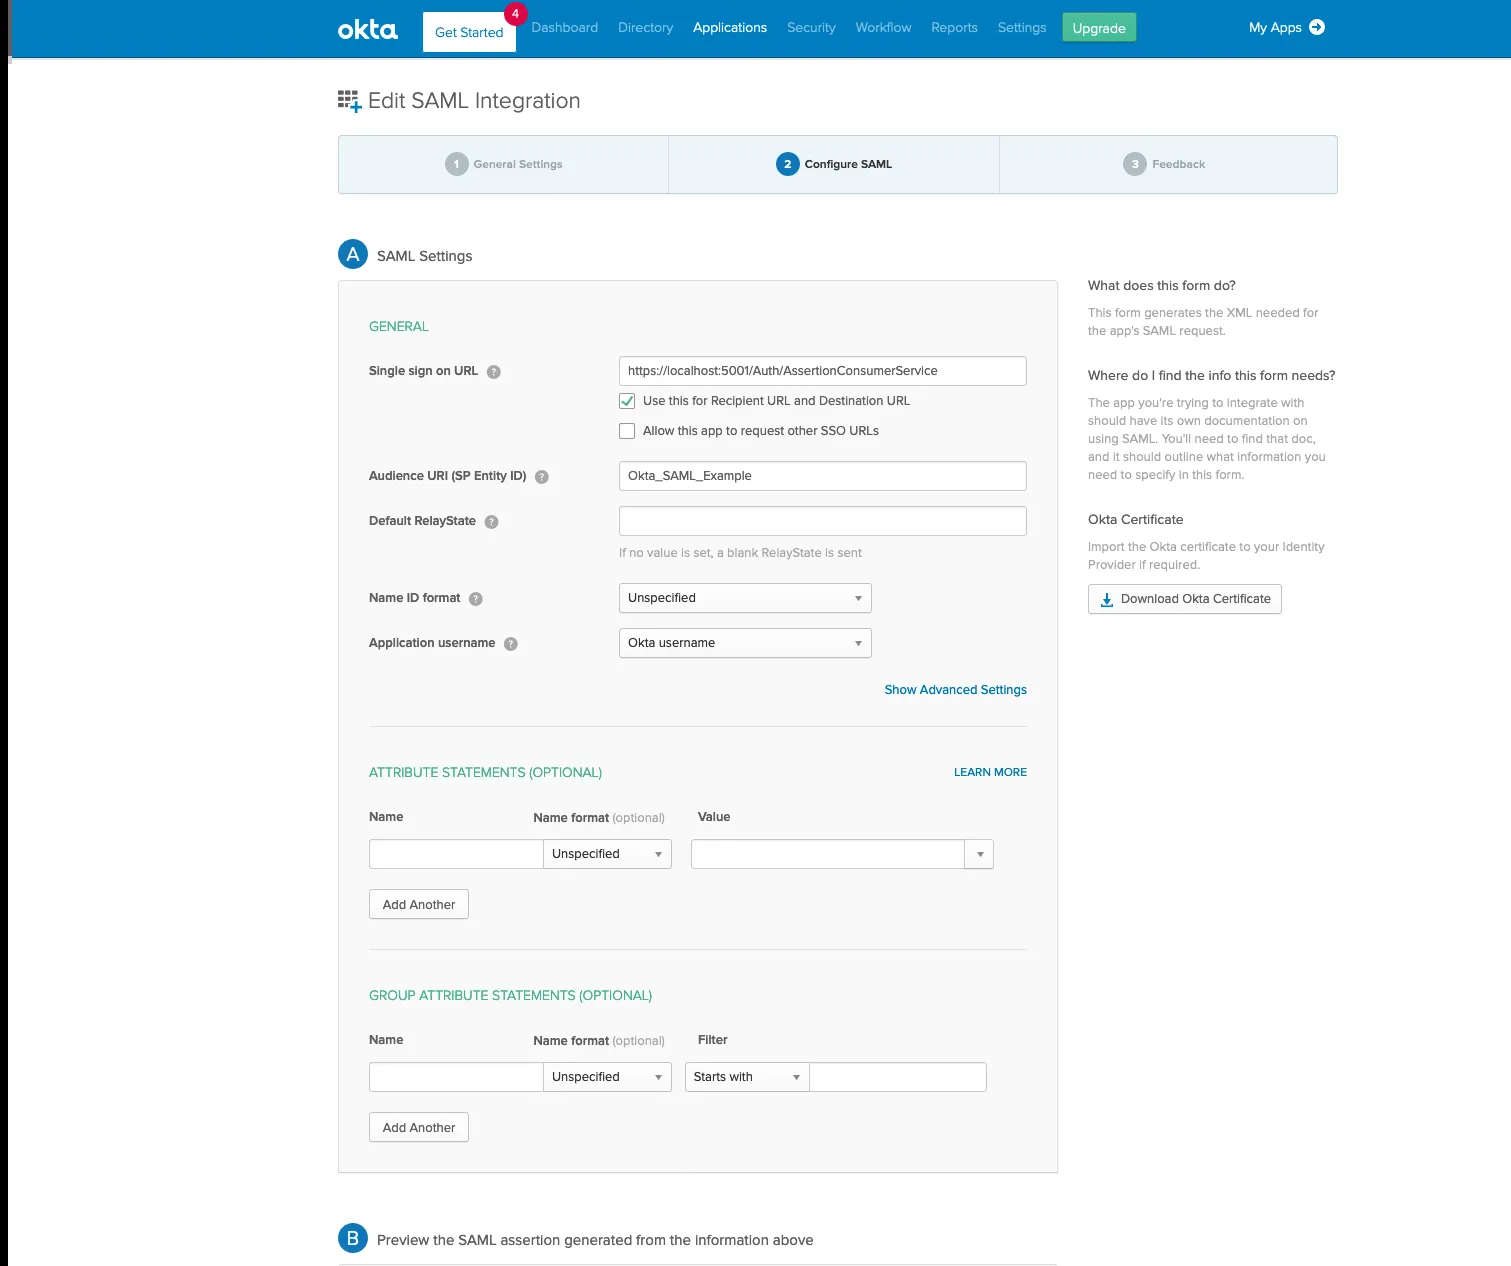 okta
Get Started
4
Dashboard
Directory
Applications
Security
Workflow
Reports
Settings
Upgrade
My Apps
Edit SAML Integration
1 General Settings
2 Configure SAML
3 Feedback
A SAML Settings
GENERAL
Single sign on URL ?
https://localhost:5001/Auth/AssertionConsumerService
Use this for Recipient URL and Destination URL
Allow this app to request other SSO URLs
Audience URI (SP Entity ID) ?
Okta_SAML_Example
Default RelayState ?
If no value is set, a blank RelayState is sent
Name ID format ?
Unspecified
Application username ?
Okta username
Show Advanced Settings
ATTRIBUTE STATEMENTS (OPTIONAL)
LEARN MORE
Name
Name format (optional)
Value
Unspecified
Add Another
GROUP ATTRIBUTE STATEMENTS (OPTIONAL)
Name
Name format (optional)
Filter
Unspecified
Starts with
Add Another
B Preview the SAML assertion generated from the information above
What does this form do?
This form generates the XML needed for
the app's SAML request.
Where do I find the info this form needs?
The app you're trying to integrate with
should have its own documentation on
using SAML. You'll need to find that doc,
and it should outline what information you
need to specify in this form.
Okta Certificate
Import the Okta certificate to your Identity
Provider if required.
Download Okta Certificate